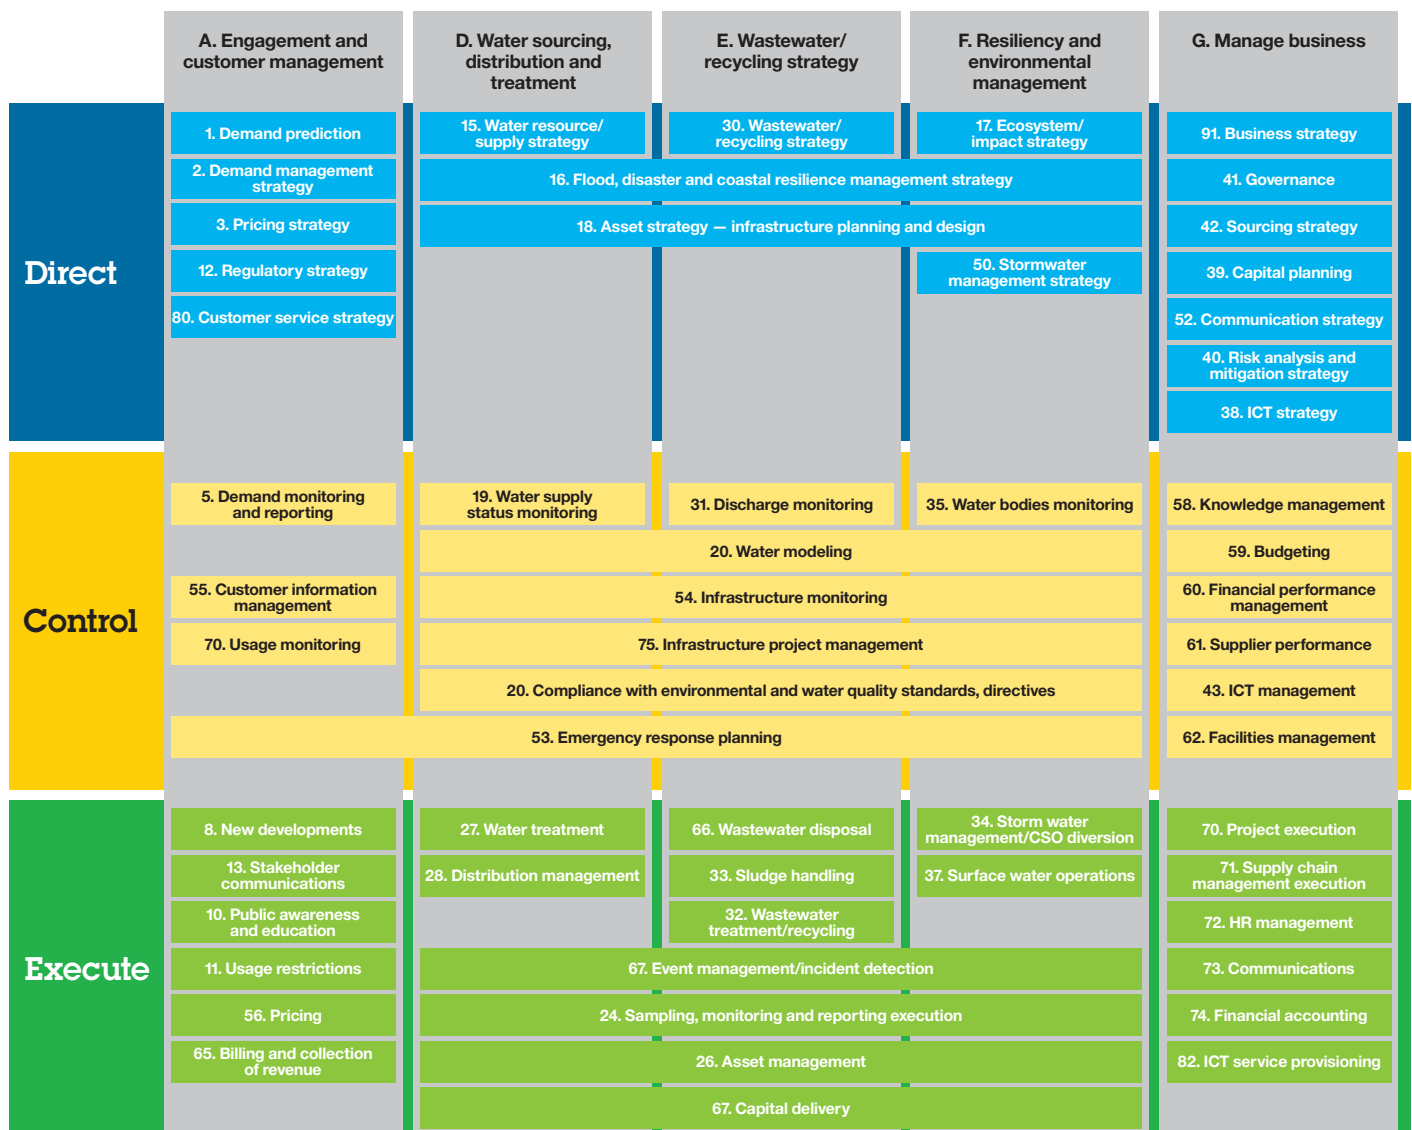 A. Engagement and
customer management
D. Water sourcing,
distribution and
treatment
E. Wastewater/
recycling strategy
F. Resiliency and
environmental
management
G. Manage business
Direct
1. Demand prediction
15. Water resource/
supply strategy
30. Wastewater/
recycling strategy
17. Ecosystem/
impact strategy
91. Business strategy
2. Demand management
strategy
16. Flood, disaster and coastal resilience management strategy
41. Governance
3. Pricing strategy
18. Asset strategy — infrastructure planning and design
42. Sourcing strategy
12. Regulatory strategy
50. Stormwater
management strategy
39. Capital planning
80. Customer service strategy
52. Communication strategy
40. Risk analysis and
mitigation strategy
38. ICT strategy
Control
5. Demand monitoring
and reporting
19. Water supply
status monitoring
31. Discharge monitoring
35. Water bodies monitoring
58. Knowledge management
20. Water modeling
59. Budgeting
55. Customer information
management
54. Infrastructure monitoring
60. Financial performance
management
70. Usage monitoring
75. Infrastructure project management
61. Supplier performance
20. Compliance with environmental and water quality standards, directives
43. ICT management
53. Emergency response planning
62. Facilities management
Execute
8. New developments
27. Water treatment
66. Wastewater disposal
34. Storm water
management/CSO diversion
70. Project execution
13. Stakeholder
communications
28. Distribution management
33. Sludge handling
37. Surface water operations
71. Supply chain
management execution
10. Public awareness
and education
32. Wastewater
treatment/recycling
72. HR management
11. Usage restrictions
67. Event management/incident detection
73. Communications
56. Pricing
24. Sampling, monitoring and reporting execution
74. Financial accounting
65. Billing and collection
of revenue
26. Asset management
82. ICT service provisioning
67. Capital delivery